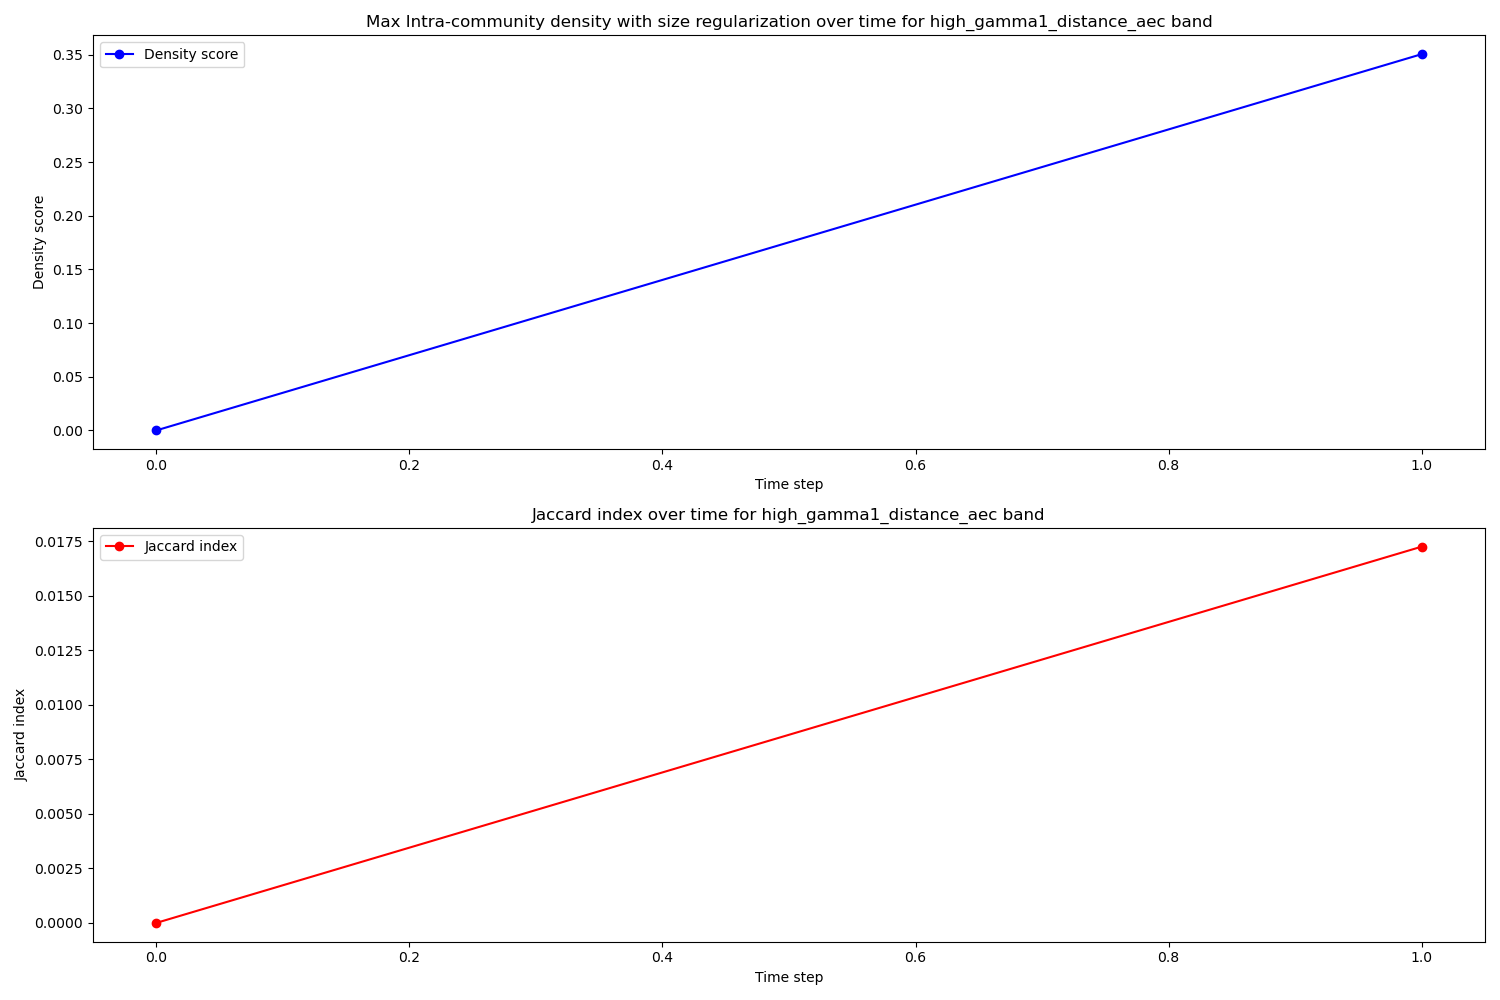 Max Intra-community density with size regularization over time for high_gamma1_distance_aec band
Density score
0.35
0.30
0.25
0.20
0.15
0.10
0.05
0.00
Density score
0.0 0.2 0.4 0.6 0.8 1.0
Time step
Jaccard index over time for high_gamma1_distance_aec band
Jaccard index
0.0175
0.0150
0.0125
0.0100
0.0075
0.0050
0.0025
0.0000
Jaccard index
0.0 0.2 0.4 0.6 0.8 1.0
Time step